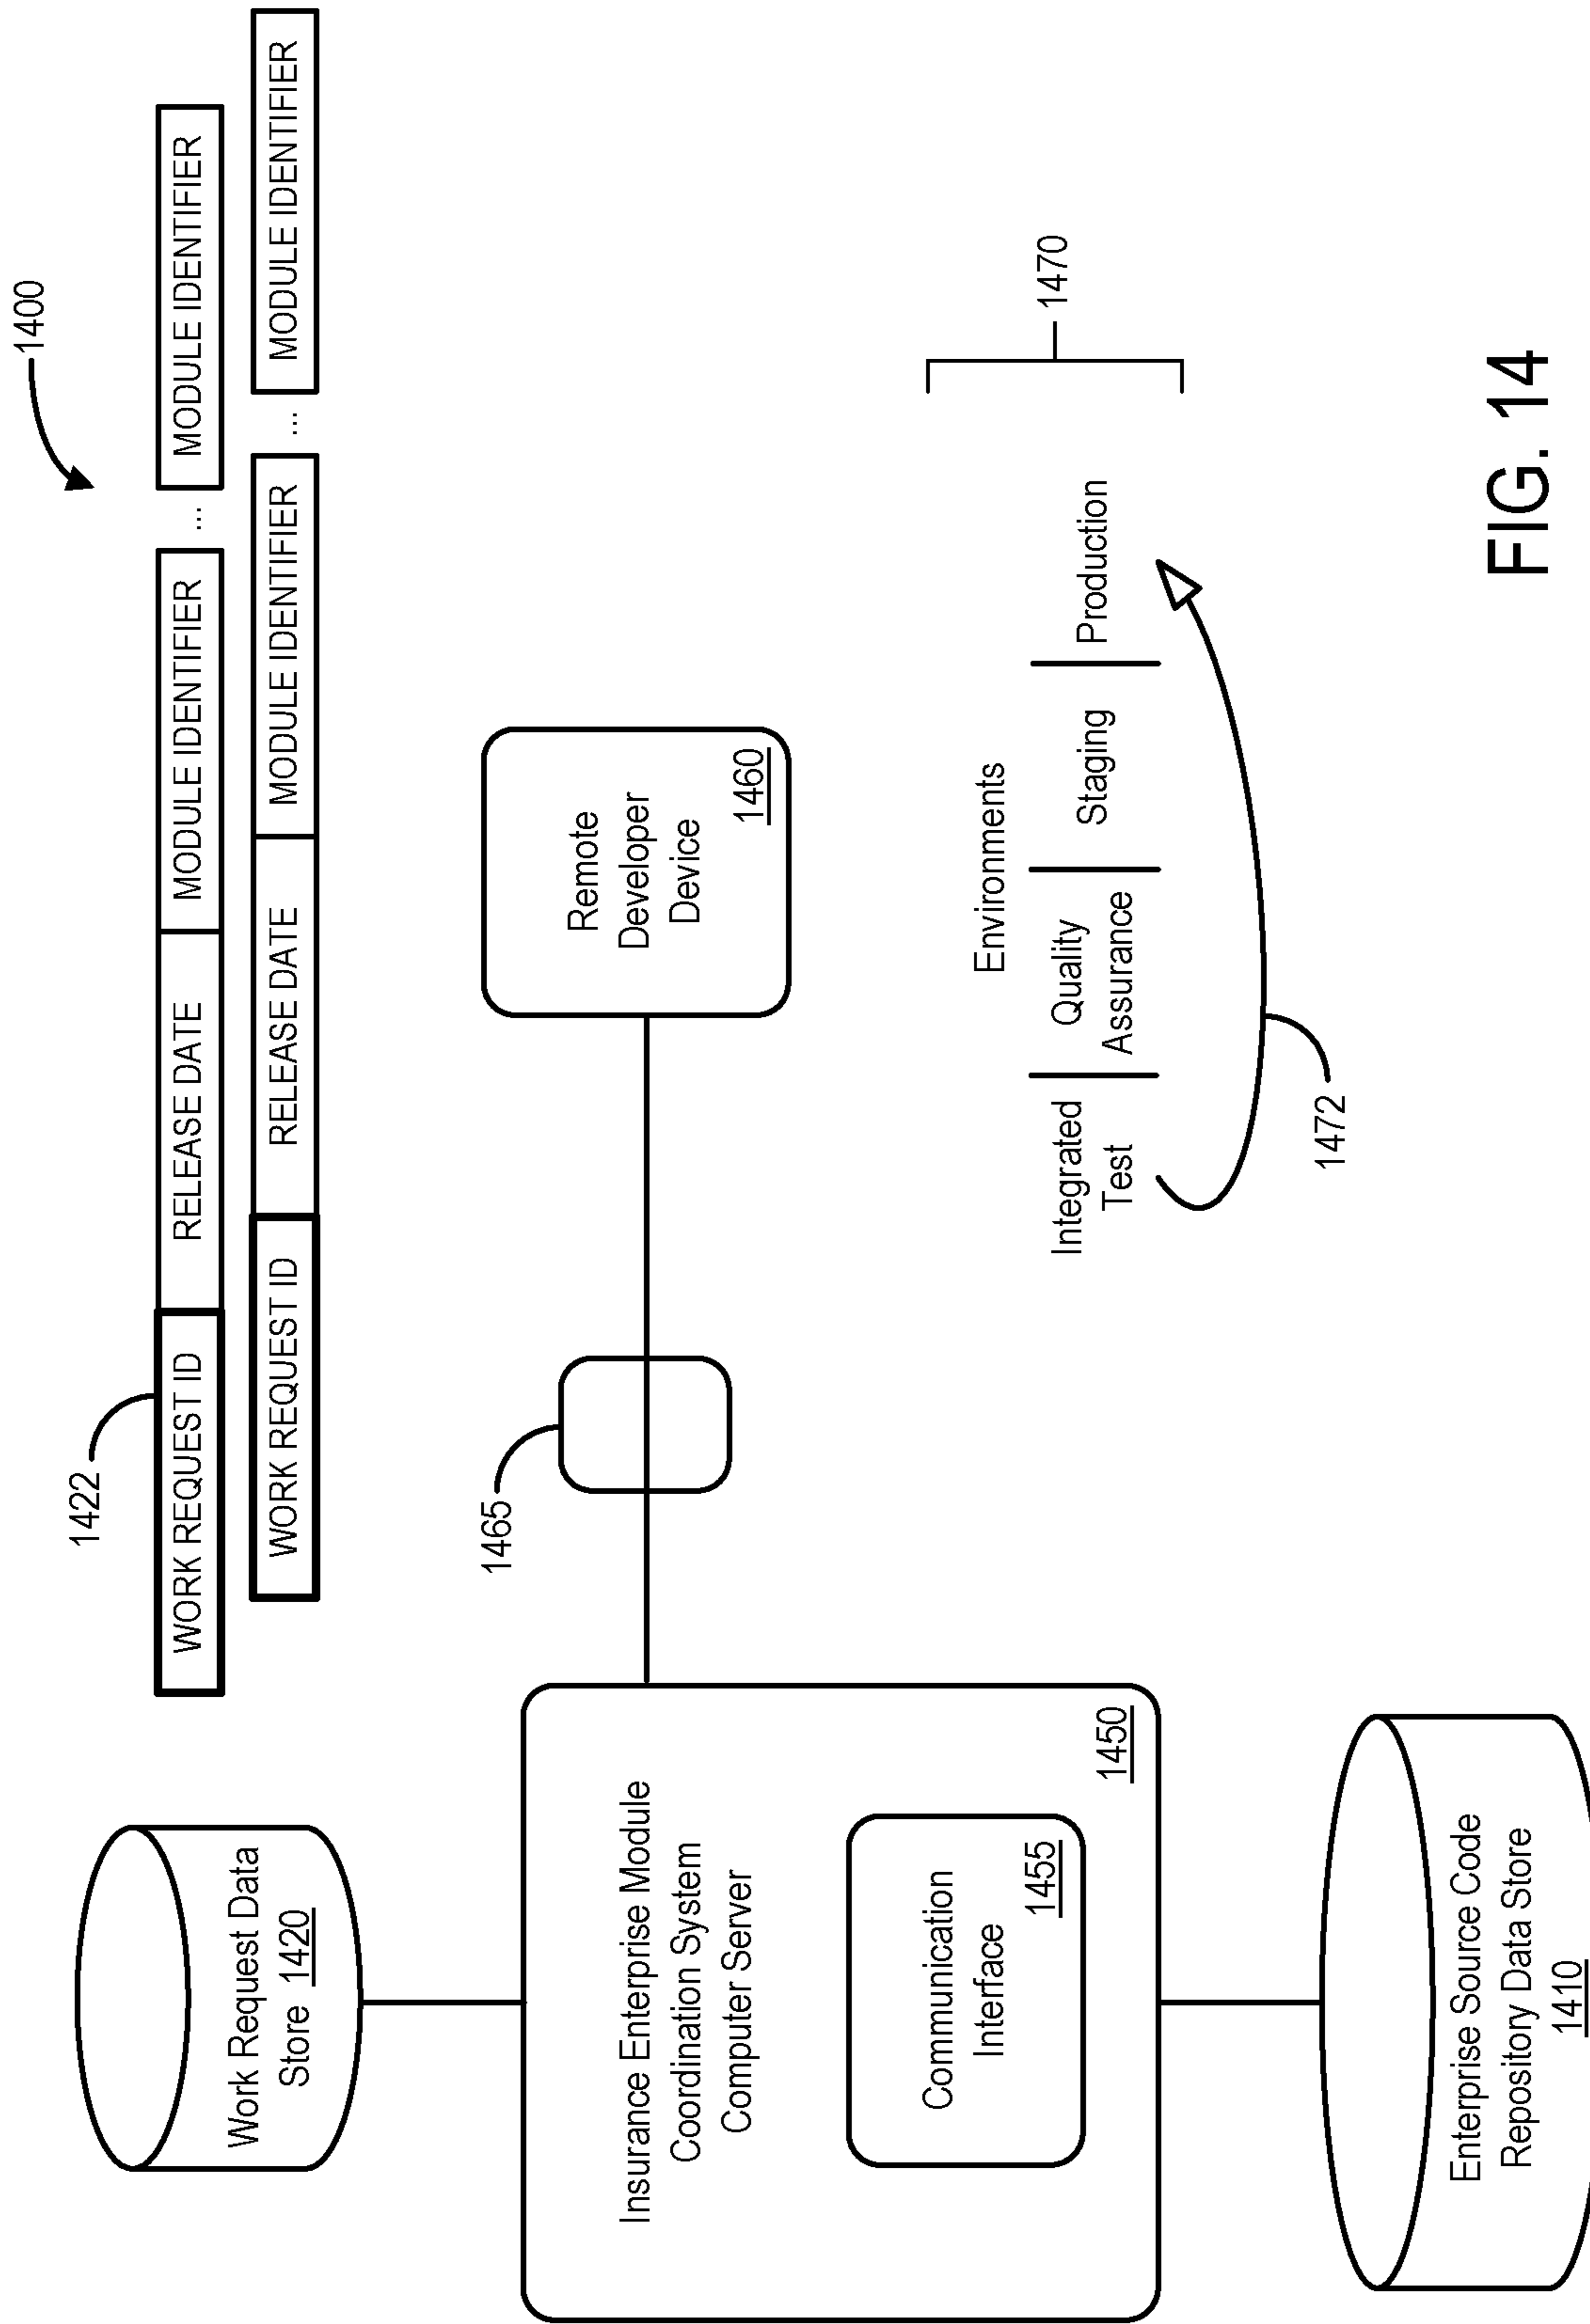 1400
1422
WORK REQUEST ID RELEASE DATE MODULE IDENTIFIER ... MODULE IDENTIFIER
WORK REQUEST ID RELEASE DATE MODULE IDENTIFIER ... MODULE IDENTIFIER
Work Request Data
Store 1420
1465
Insurance Enterprise Module
Coordination System
Computer Server
Communication
Interface
1455
1450
Remote
Developer
Device
1460
Environments
Integrated
Test
Quality
Assurance
Staging
Production
1470
1472
Enterprise Source Code
Repository Data Store
1410
FIG. 14